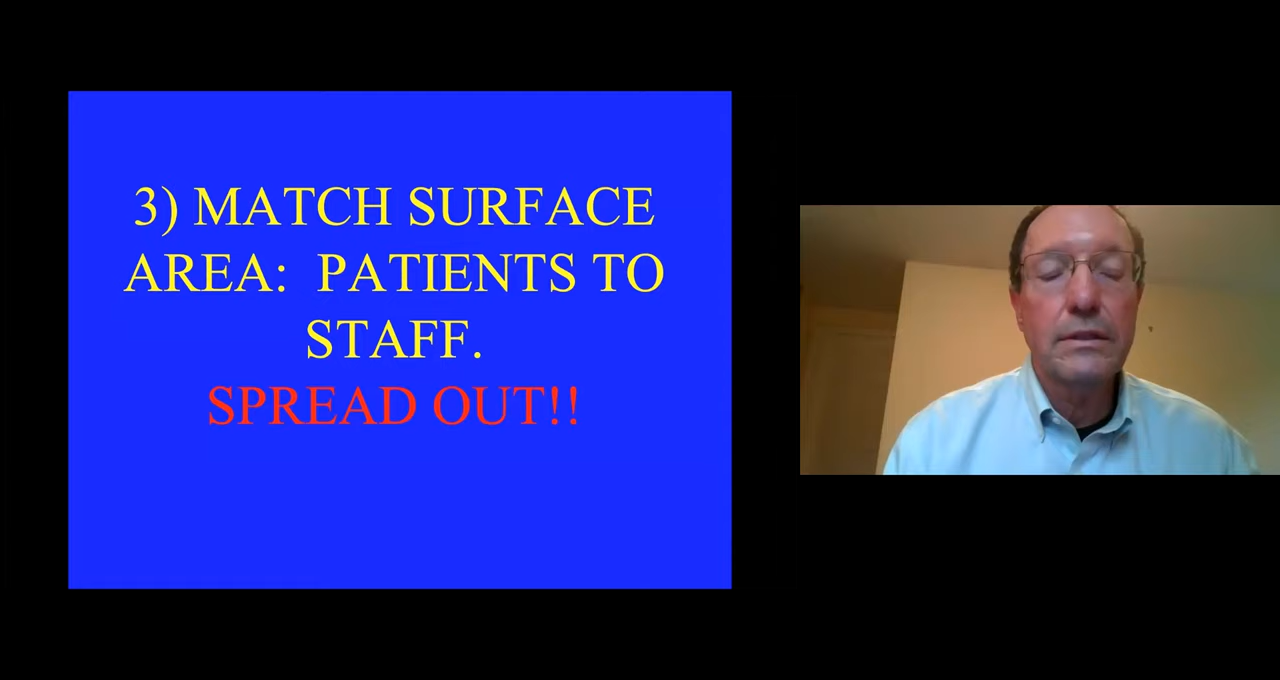 3) MATCH SURFACE
AREA:  PATIENTS TO
STAFF.
SPREAD OUT!!